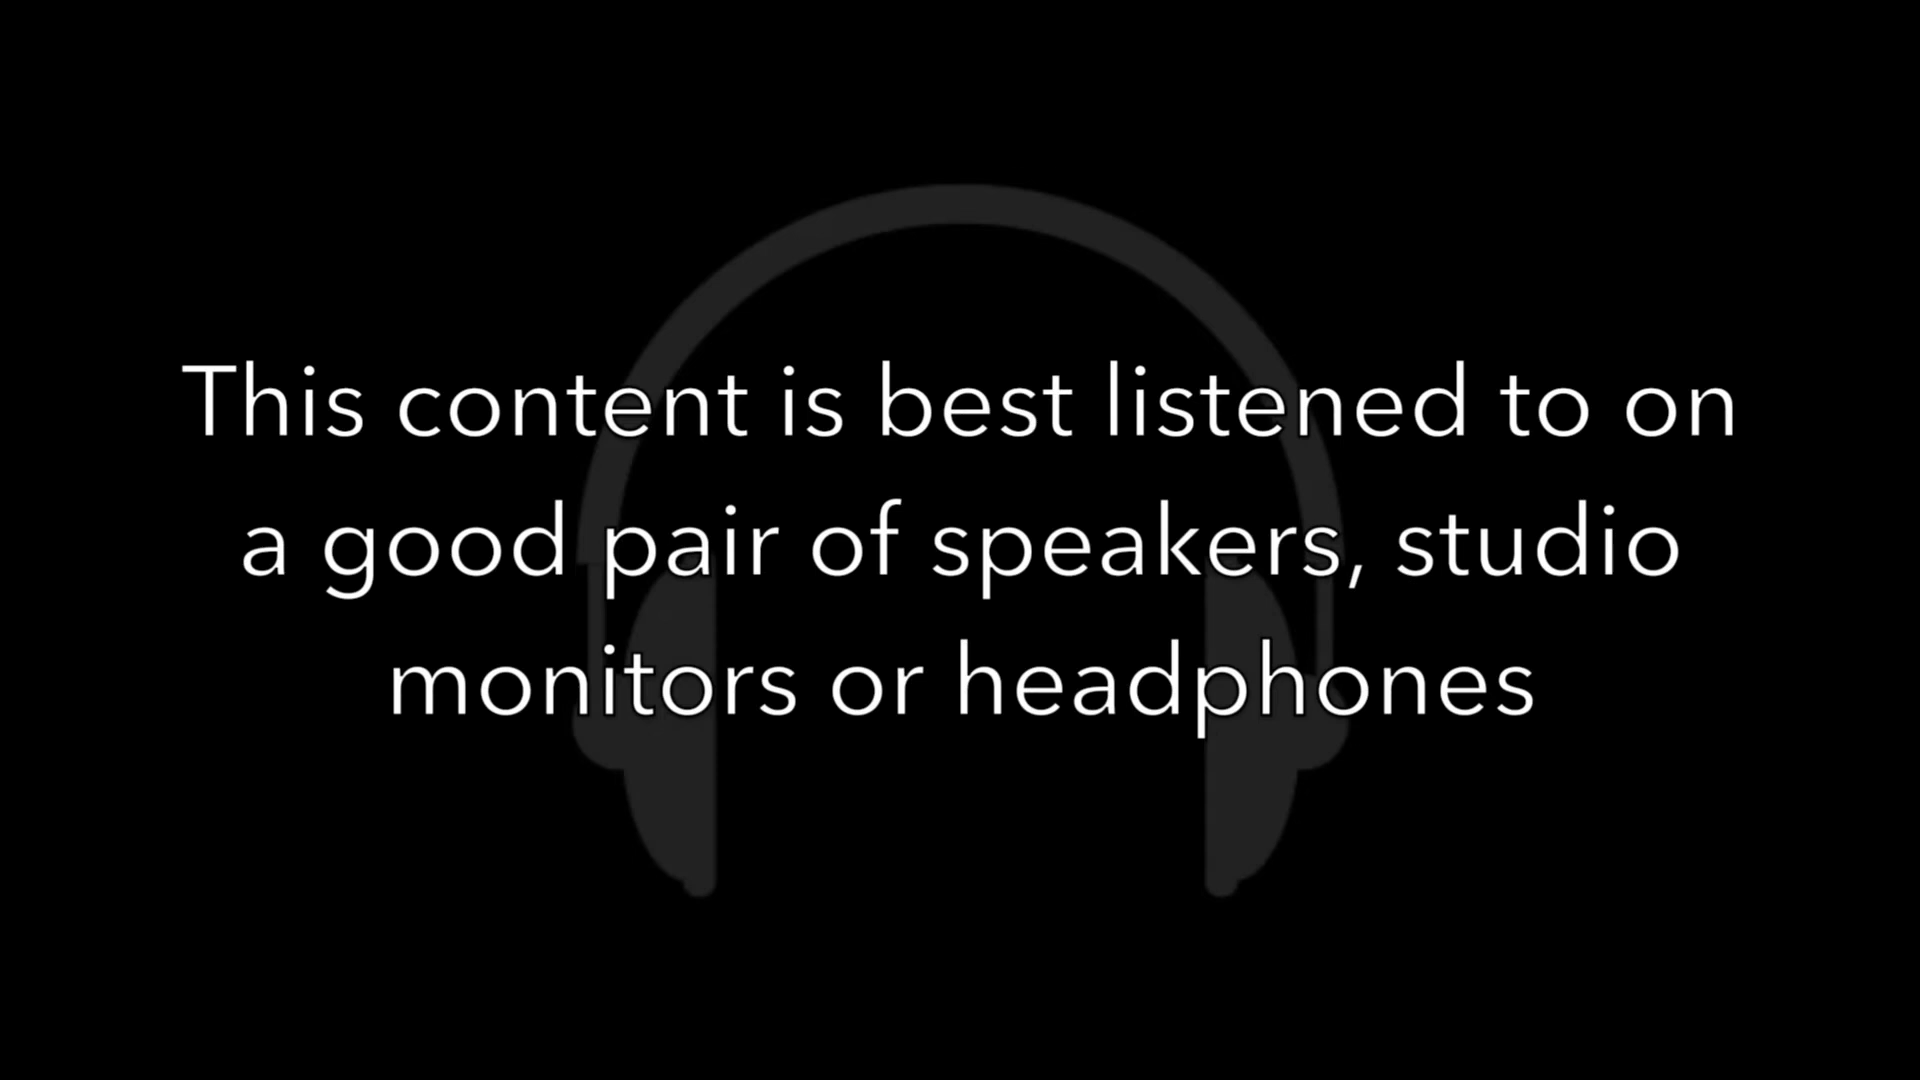 This content is best listened to on
a good pair of speakers, studio
monitors or headphones